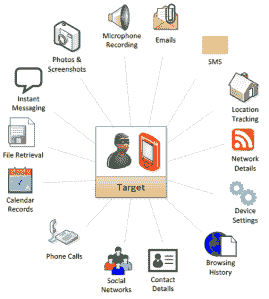 Microphone
Recording
Emails
SMS
Photos &
Screenshots
Instant
Messaging
Location
Tracking
File Retrieval
Network
Details
Target
Calendar
Records
Device
Settings
Phone Calls
Social
Networks
Contact
Details
Browsing
History